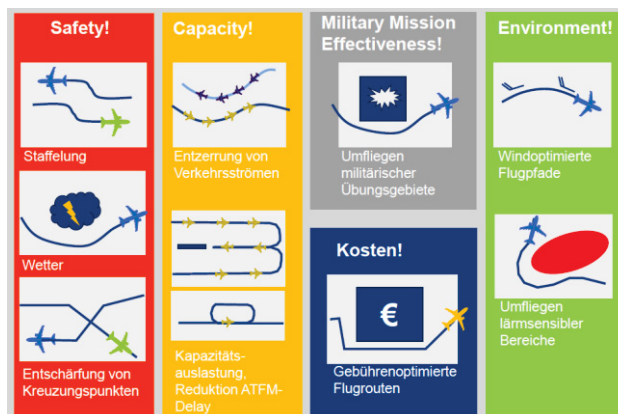 Safety!
Staffelung
Wetter
Entschärfung von
Kreuzungspunkten
Capacity!
Entzerrung von
Verkehrsströmen
Kapazitäts-
auslastung,
Reduktion ATFM-
Delay
Military Mission
Effectiveness!
Umfliegen
militärischer
Übungsgebiete
Kosten!
€
Gebührenoptimierte
Flugrouten
Environment!
Windoptimierte
Flugpfade
Umfliegen
lärmsensibler
Bereiche